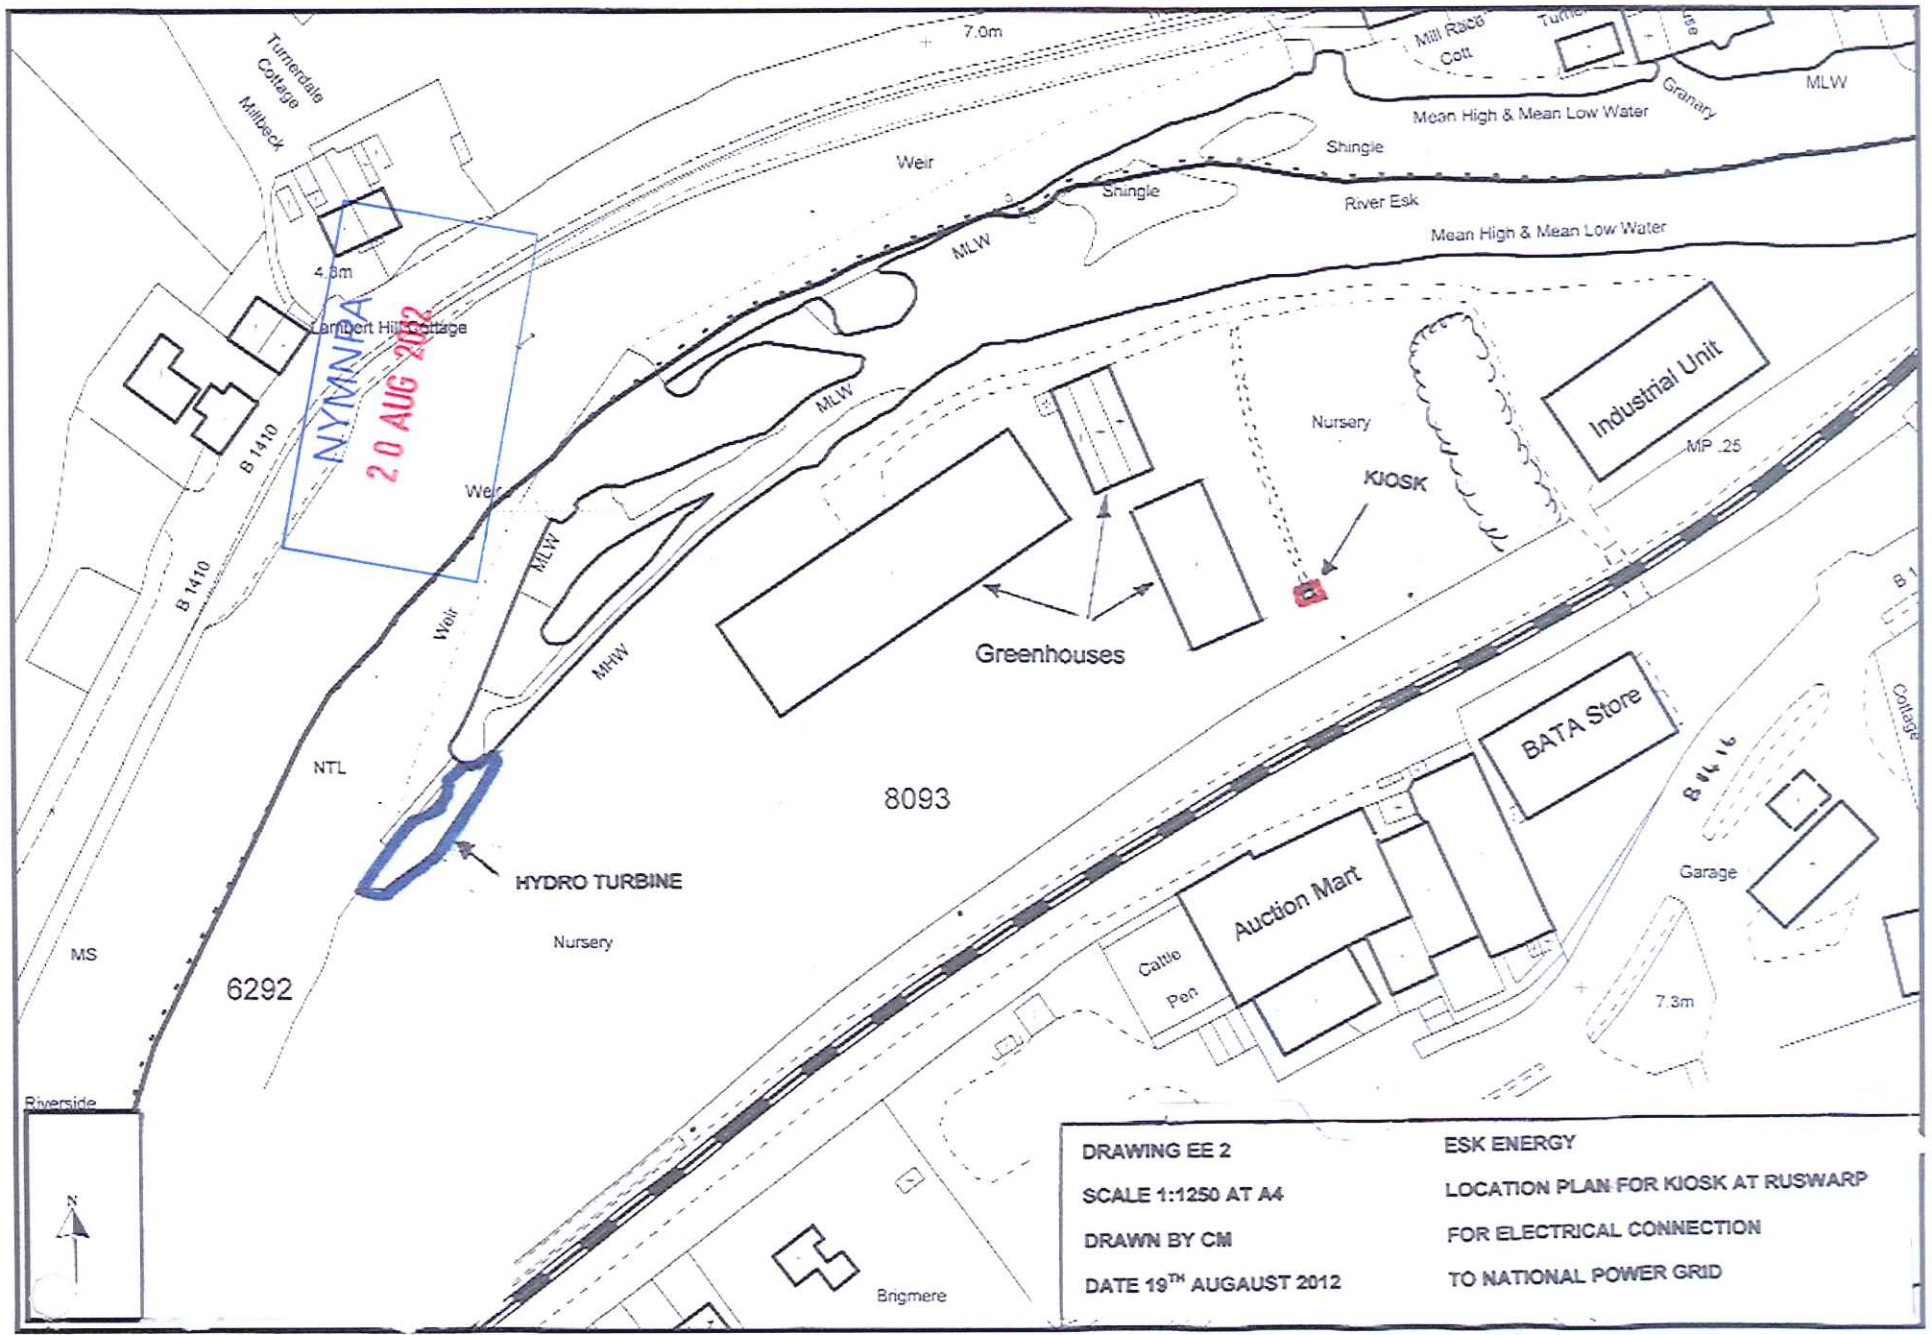 7.0m
Mill Race
Cott
Granary
MLW
Turnerdale
Cottage
Millbeck
Mean High & Mean Low Water
Shingle
Weir
Shingle
River Esk
Mean High & Mean Low Water
MLW
4.3m
Lambert Hill Cottage
NYMNPA
20 AUG 2012
B 1410
Industrial Unit
MLW
Nursery
MP .25
KIOSK
Weir
MLW
B 1410
Weir
Greenhouses
MHW
BATA Store
Cottage
NTL
8093
B 1416
HYDRO TURBINE
Garage
Auction Mart
Nursery
MS
Cattle
Pen
6292
7.3m
Riverside
N
Brigmere
DRAWING EE 2
SCALE 1:1250 AT A4
DRAWN BY CM
DATE 19TH AUGAUST 2012
ESK ENERGY
LOCATION PLAN FOR KIOSK AT RUSWARP
FOR ELECTRICAL CONNECTION
TO NATIONAL POWER GRID